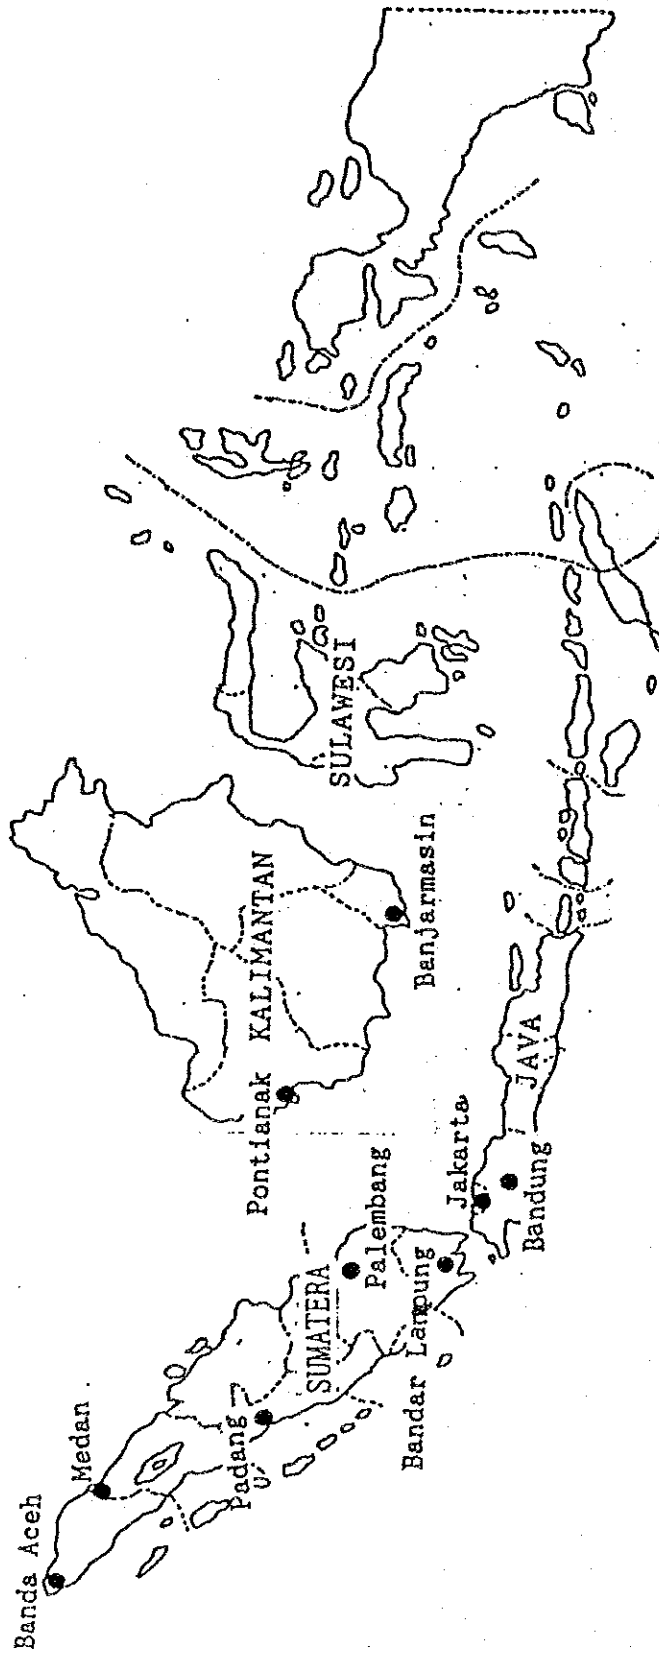 Banda Aceh
Medan
Padang
SUMATERA
Palembang
Bandar Lampung
Pontianak
KALIMANTAN
Banjarmasin
SULAWESI
Jakarta
Bandung
JAVA